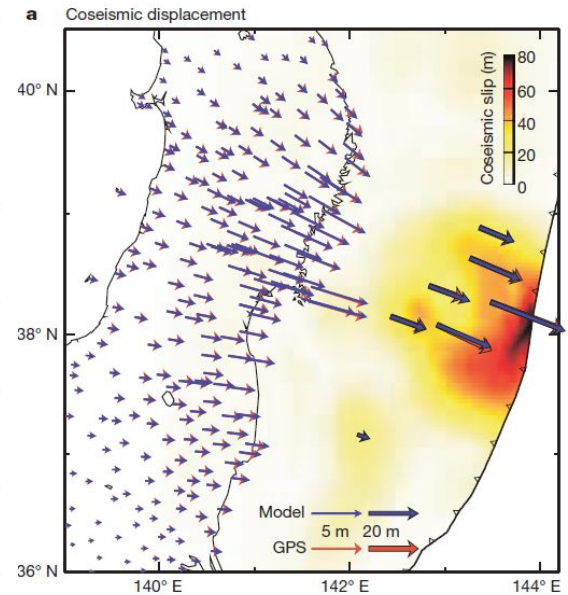 a Coseismic displacement
40° N
Coseismic slip (m)
80
60
40
20
0
38° N
Model
5 m 20 m
GPS
36° N
140° E 142° E 144° E